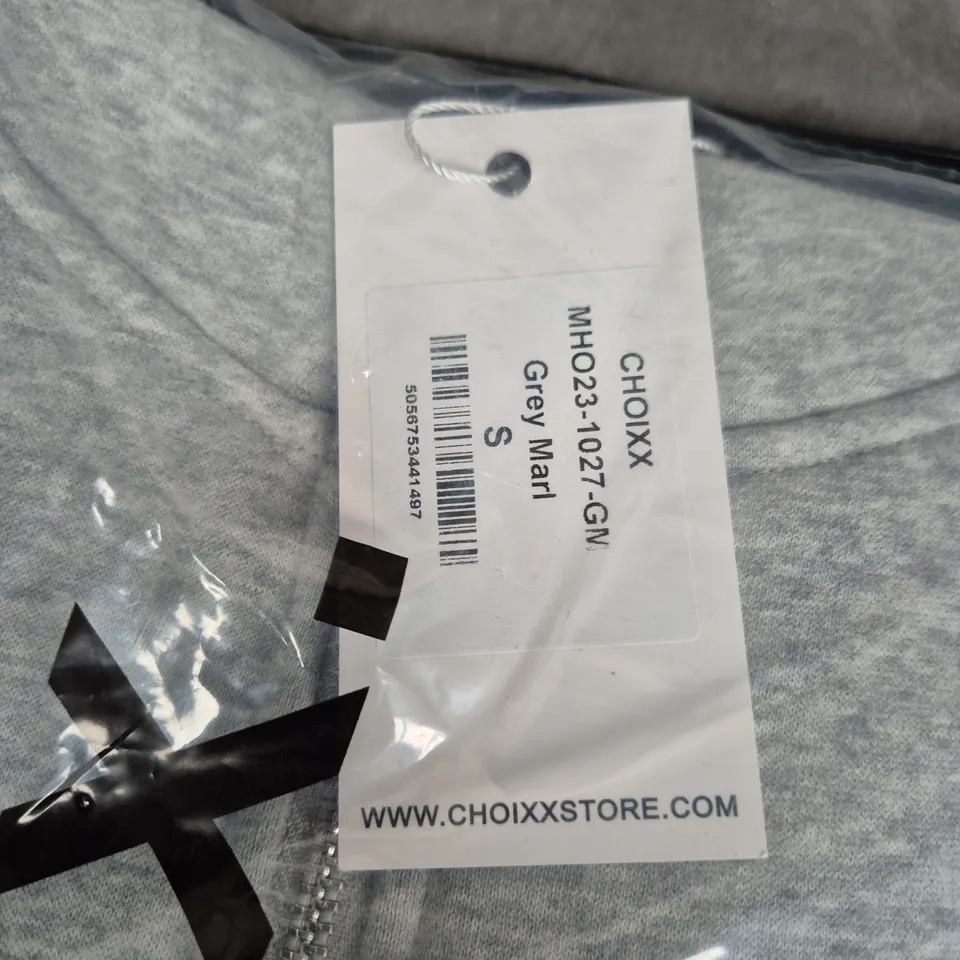 CHOIXX
MHO23-1027-GM
Grey Marl
S
5056753441497
WWW.CHOIXXSTORE.COM